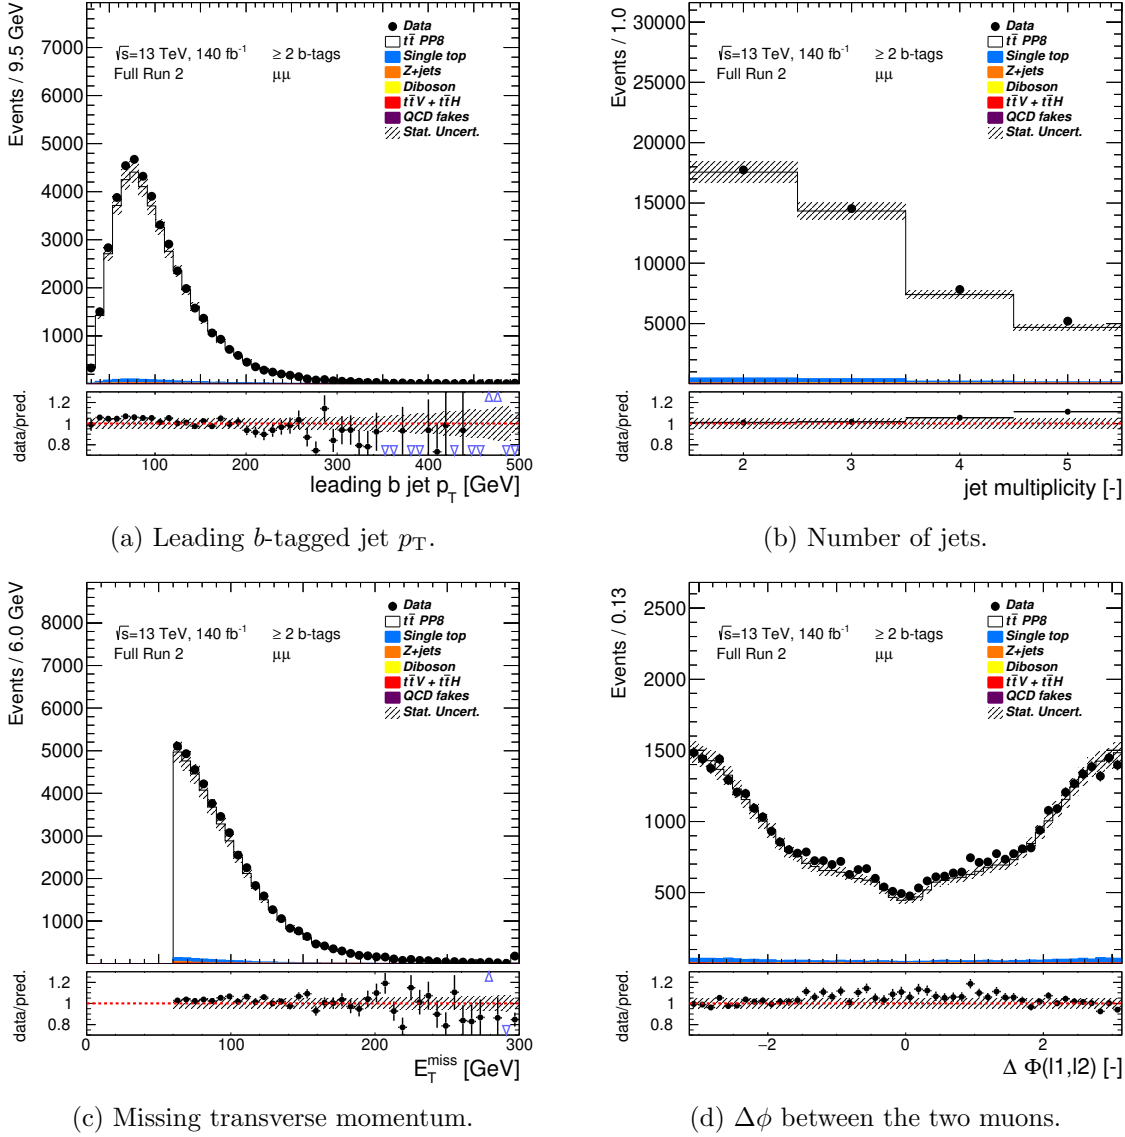 Events / 9.5 GeV
7000
6000
5000
4000
3000
2000
1000
√s=13 TeV, 140 fb⁻¹ ≥ 2 b-tags
Full Run 2 μμ
Data
tt̄ PP8
Single top
Z+jets
Diboson
tt̄V + tt̄H
QCD fakes
Stat. Uncert.
data/pred.
1.2
1
0.8
100 200 300 400 500
leading b jet p_T [GeV]
(a) Leading b-tagged jet p_T.
Events / 1.0
30000
25000
20000
15000
10000
5000
√s=13 TeV, 140 fb⁻¹ ≥ 2 b-tags
Full Run 2 μμ
Data
tt̄ PP8
Single top
Z+jets
Diboson
tt̄V + tt̄H
QCD fakes
Stat. Uncert.
data/pred.
1.2
1
0.8
2 3 4 5
jet multiplicity [-]
(b) Number of jets.
Events / 6.0 GeV
8000
7000
6000
5000
4000
3000
2000
1000
√s=13 TeV, 140 fb⁻¹ ≥ 2 b-tags
Full Run 2 μμ
Data
tt̄ PP8
Single top
Z+jets
Diboson
tt̄V + tt̄H
QCD fakes
Stat. Uncert.
data/pred.
1.2
1
0.8
0 100 200 300
E_T^miss [GeV]
(c) Missing transverse momentum.
Events / 0.13
2500
2000
1500
1000
500
√s=13 TeV, 140 fb⁻¹ ≥ 2 b-tags
Full Run 2 μμ
Data
tt̄ PP8
Single top
Z+jets
Diboson
tt̄V + tt̄H
QCD fakes
Stat. Uncert.
data/pred.
1.2
1
0.8
−2 0 2
Δ Φ(l1,l2) [-]
(d) Δϕ between the two muons.